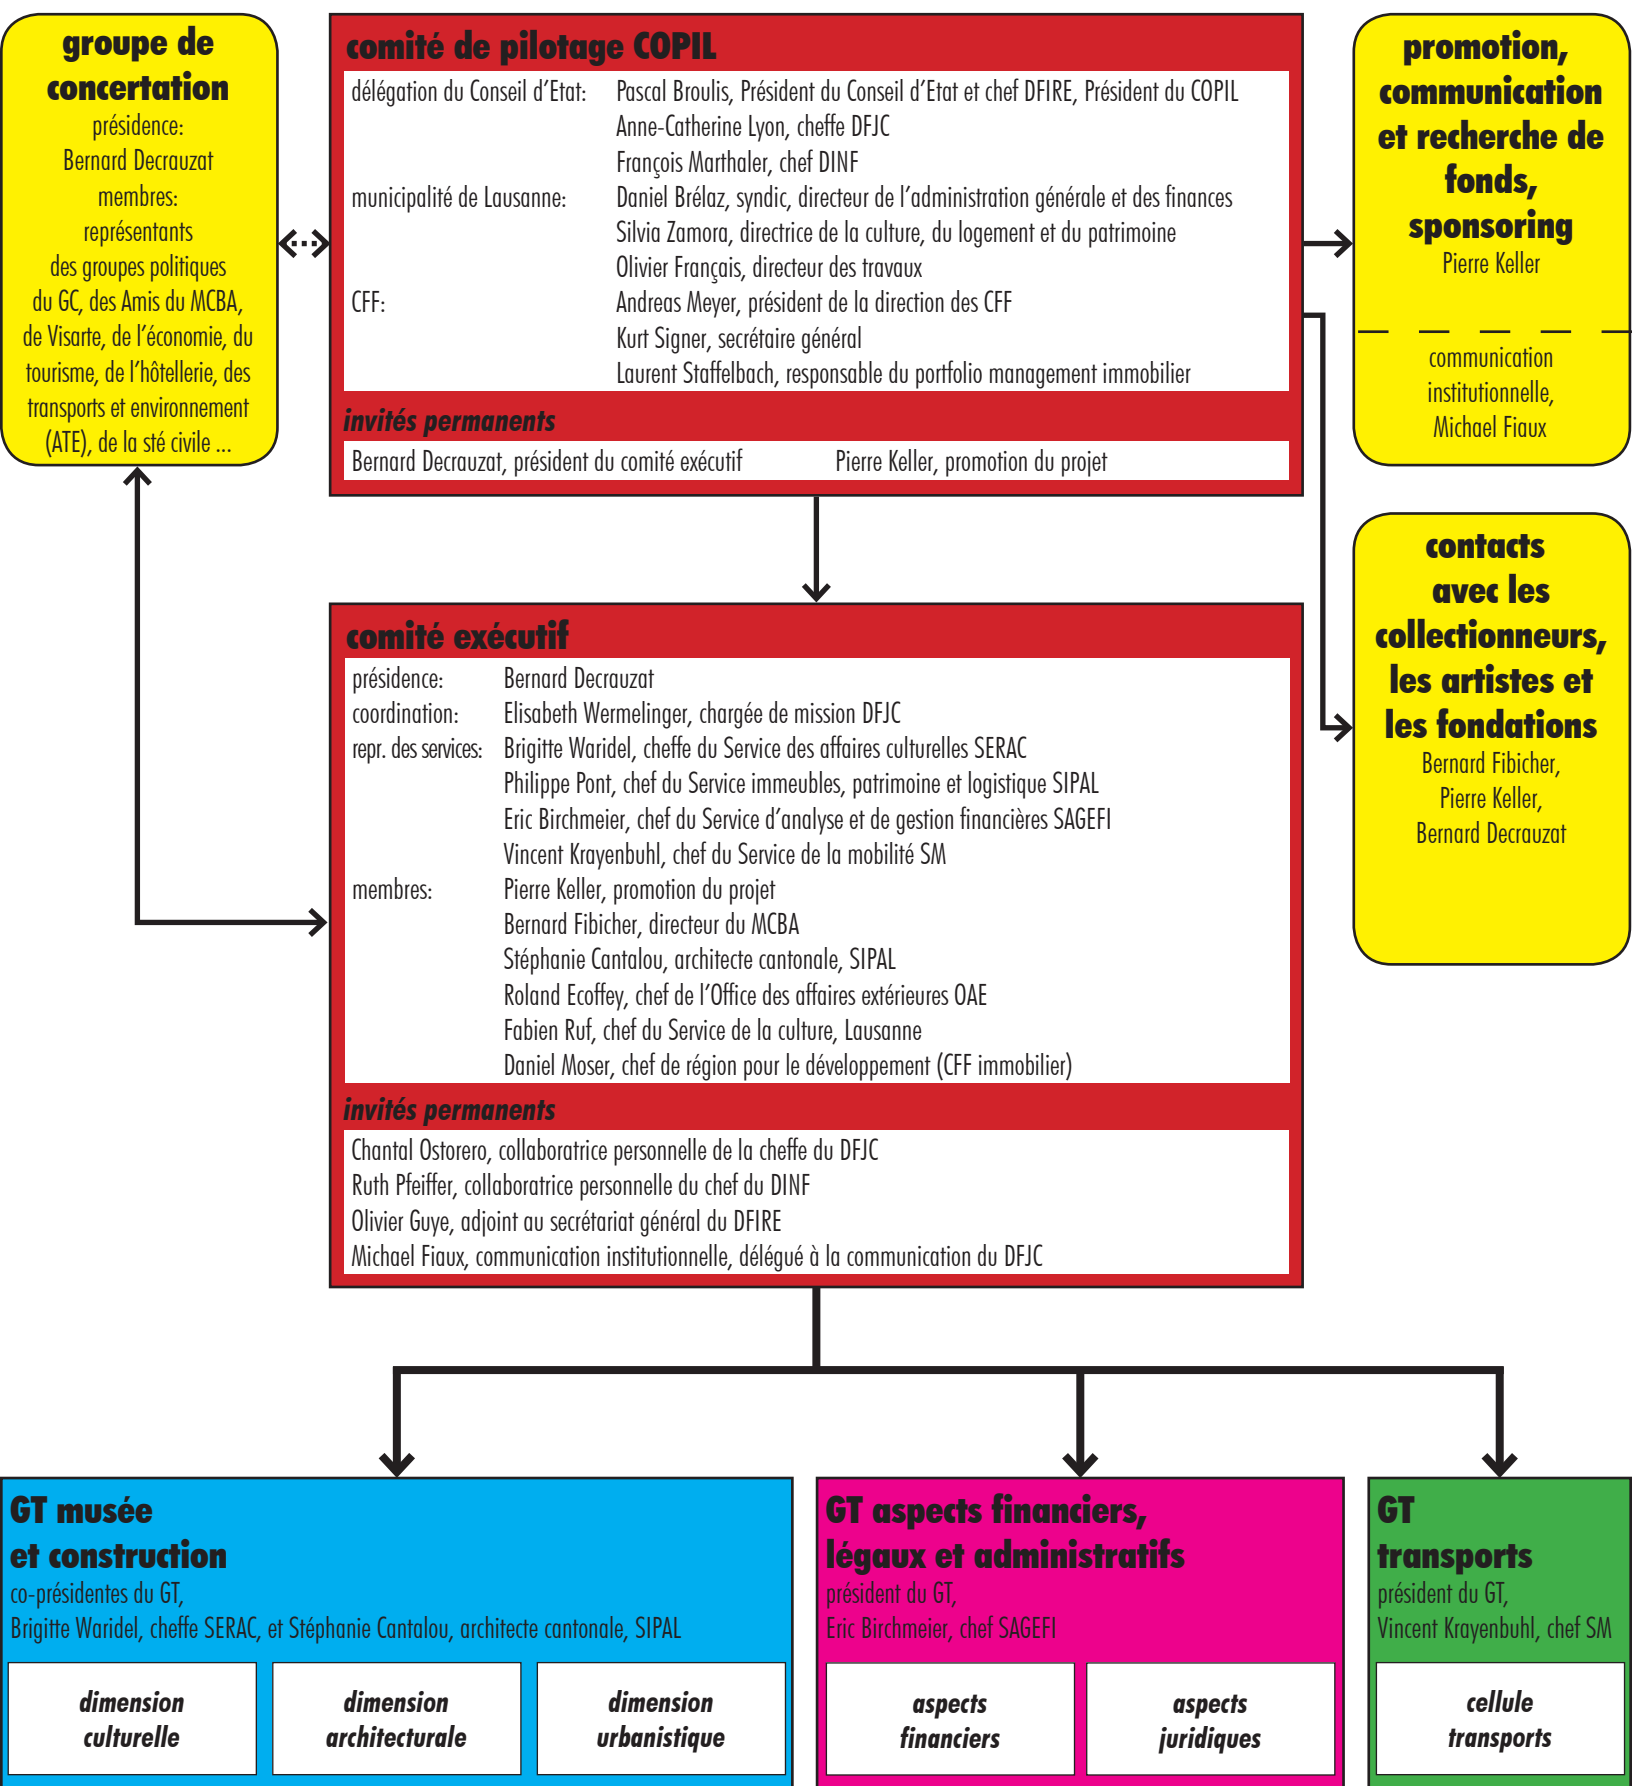 groupe de
concertation
présidence:
Bernard Decrauzat
membres:
représentants
des groupes politiques
du GC, des Amis du MCBA,
de Visarte, de l'économie, du
tourisme, de l'hôtellerie, des
transports et environnement
(ATE), de la sté civile ...
comité de pilotage COPIL
délégation du Conseil d'Etat: Pascal Broulis, Président du Conseil d'Etat et chef DFIRE, Président du COPIL
Anne-Catherine Lyon, cheffe DFJC
François Marthaler, chef DINF
municipalité de Lausanne: Daniel Brélaz, syndic, directeur de l'administration générale et des finances
Silvia Zamora, directrice de la culture, du logement et du patrimoine
Olivier Français, directeur des travaux
CFF: Andreas Meyer, président de la direction des CFF
Kurt Signer, secrétaire général
Laurent Staffelbach, responsable du portfolio management immobilier
invités permanents
Bernard Decrauzat, président du comité exécutif Pierre Keller, promotion du projet
promotion,
communication
et recherche de
fonds,
sponsoring
Pierre Keller
communication
institutionnelle,
Michael Fiaux
contacts
avec les
collectionneurs,
les artistes et
les fondations
Bernard Fibicher,
Pierre Keller,
Bernard Decrauzat
comité exécutif
présidence: Bernard Decrauzat
coordination: Elisabeth Wermelinger, chargée de mission DFJC
repr. des services: Brigitte Waridel, cheffe du Service des affaires culturelles SERAC
Philippe Pont, chef du Service immeubles, patrimoine et logistique SIPAL
Eric Birchmeier, chef du Service d'analyse et de gestion financières SAGEFI
Vincent Krayenbuhl, chef du Service de la mobilité SM
membres: Pierre Keller, promotion du projet
Bernard Fibicher, directeur du MCBA
Stéphanie Cantalou, architecte cantonale, SIPAL
Roland Ecoffey, chef de l'Office des affaires extérieures OAE
Fabien Ruf, chef du Service de la culture, Lausanne
Daniel Moser, chef de région pour le développement (CFF immobilier)
invités permanents
Chantal Ostorero, collaboratrice personnelle de la cheffe du DFJC
Ruth Pfeiffer, collaboratrice personnelle du chef du DINF
Olivier Guye, adjoint au secrétariat général du DFIRE
Michael Fiaux, communication institutionnelle, délégué à la communication du DFJC
GT musée
et construction
co-présidentes du GT,
Brigitte Waridel, cheffe SERAC, et Stéphanie Cantalou, architecte cantonale, SIPAL
dimension
culturelle
dimension
architecturale
dimension
urbanistique
GT aspects financiers,
légaux et administratifs
président du GT,
Eric Birchmeier, chef SAGEFI
aspects
financiers
aspects
juridiques
GT
transports
président du GT,
Vincent Krayenbuhl, chef SM
cellule
transports